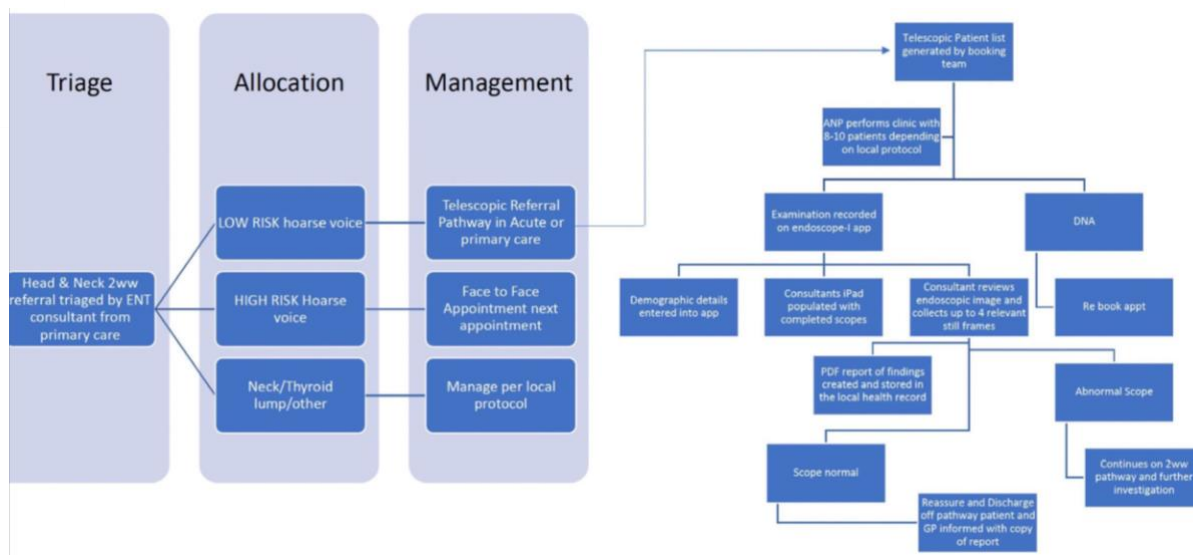 Triage
Allocation
Management
Head & Neck 2ww
referral triaged by ENT
consultant from
primary care
LOW RISK hoarse voice
HIGH RISK Hoarse
voice
Neck/Thyroid
lump/other
Telescopic Referral
Pathway in Acute or
primary care
Face to Face
Appointment next
appointment
Manage per local
protocol
Telescopic Patient list
generated by booking
team
ANP performs clinic with
8-10 patients depending
on local protocol
Examination recorded
on endoscope-I app
DNA
Demographic details
entered into app
Consultants iPad
populated with
completed scopes
Consultant reviews
endoscopic image and
collects up to 4 relevant
still frames
Re book appt
PDF report of findings
created and stored in
the local health record
Abnormal Scope
Scope normal
Continues on 2ww
pathway and further
investigation
Reassure and Discharge
off pathway patient and
GP informed with copy
of report